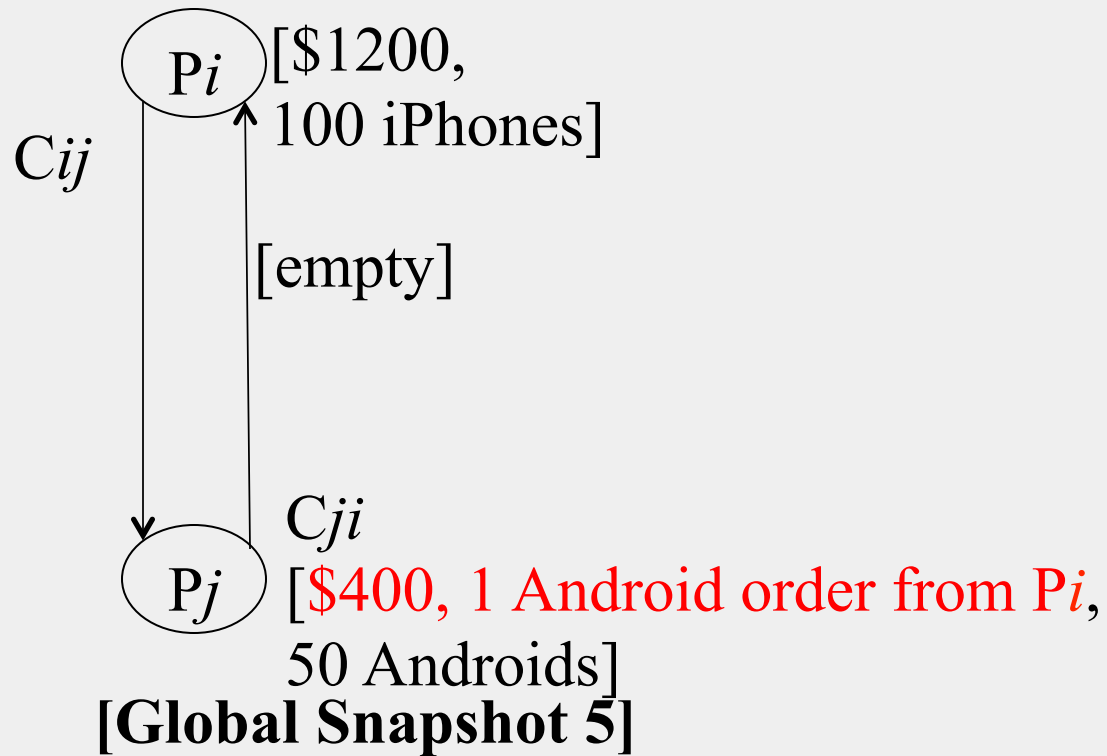 Pi
[$1200,
100 iPhones]
Cij
[empty]
Cji
Pj
[$400, 1 Android order from Pi,
50 Androids]
[Global Snapshot 5]